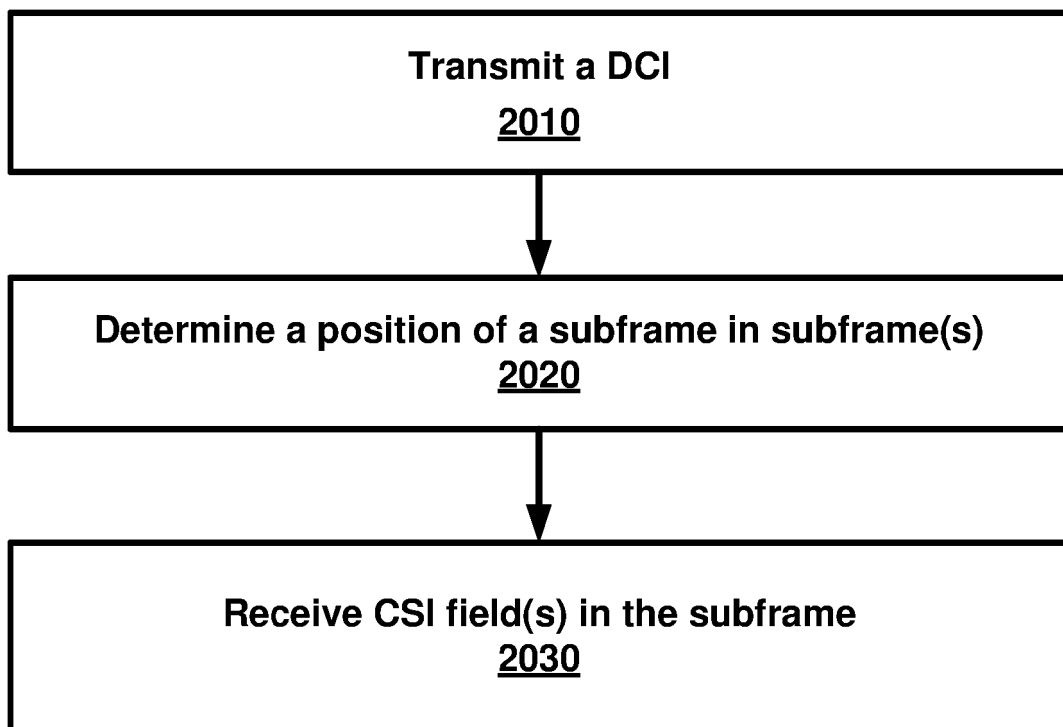 Transmit a DCI
2010
Determine a position of a subframe in subframe(s)
2020
Receive CSI field(s) in the subframe
2030